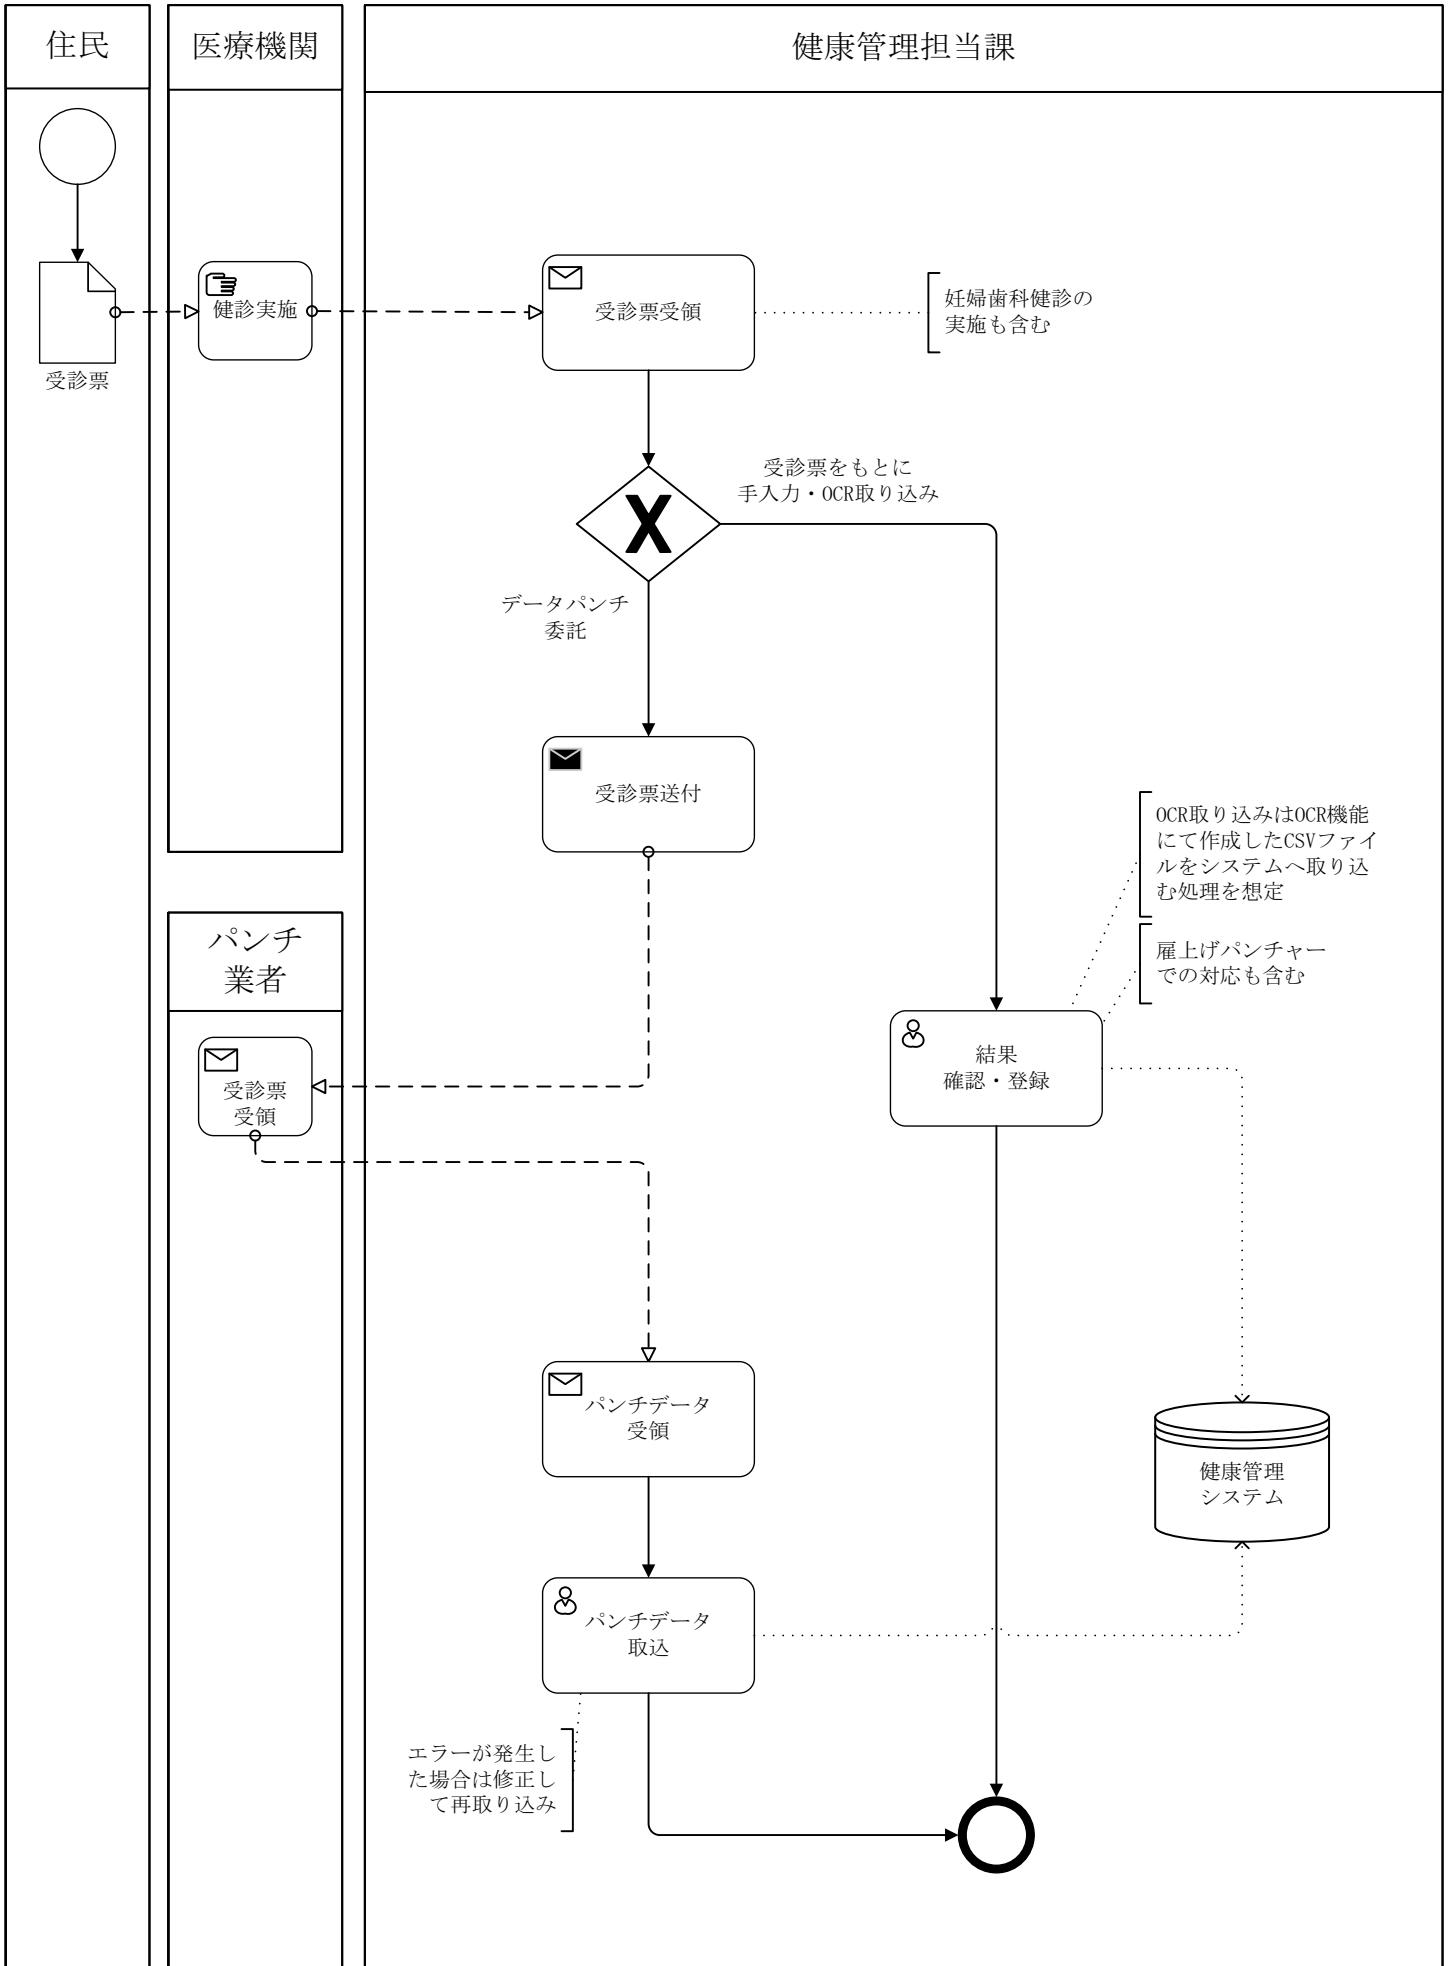 住民
医療機関
健康管理担当課
受診票
健診実施
受診票受領
妊婦歯科健診の
実施も含む
受診票をもとに
手入力・OCR取り込み
データパンチ
委託
受診票送付
OCR取り込みはOCR機能
にて作成したCSVファイ
ルをシステムへ取り込
む処理を想定
雇上げパンチャー
での対応も含む
パンチ
業者
受診票
受領
結果
確認・登録
パンチデータ
受領
健康管理
システム
パンチデータ
取込
エラーが発生し
た場合は修正し
て再取り込み